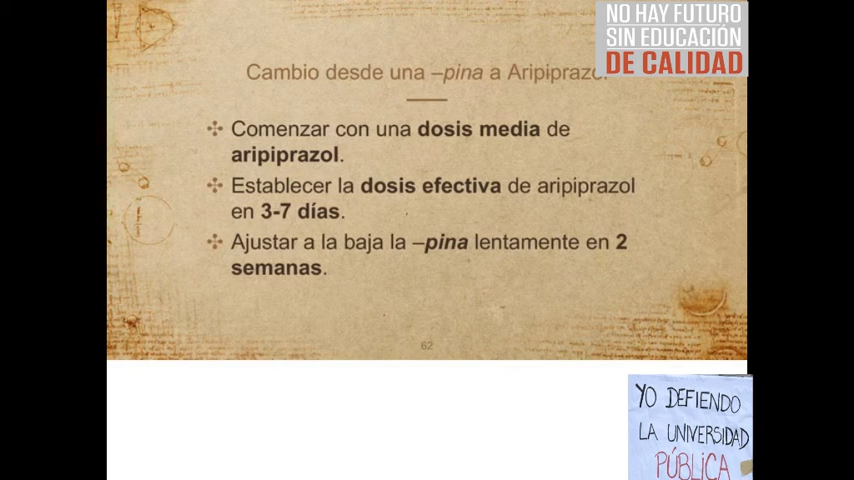 NO HAY FUTURO
SIN EDUCACIÓN
DE CALIDAD
Cambio desde una –pina a
✣ Comenzar con una dosis media de
aripiprazol.
✣ Establecer la dosis efectiva de aripiprazol
en 3-7 días.
✣ Ajustar a la baja la –pina lentamente en 2
semanas.
62
YO DEFIENDO
LA UNIVERSIDAD
PÚBLICA